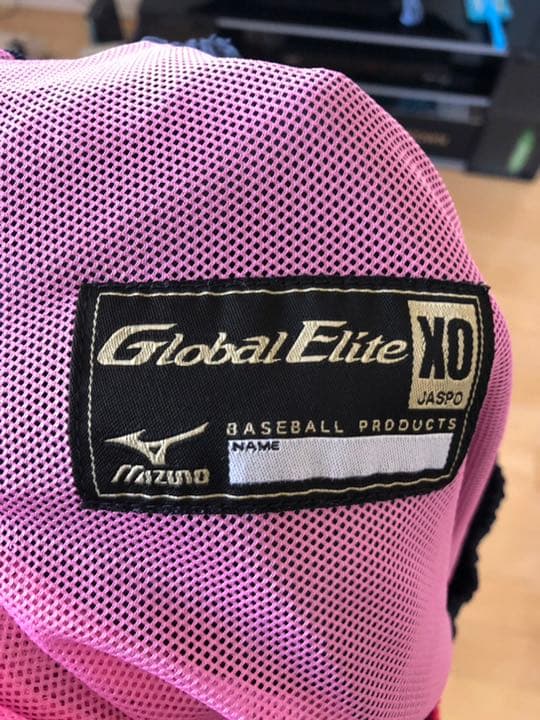 Global Elite
XO
JASPO
BASEBALL PRODUCTS
MIZUNO
NAME